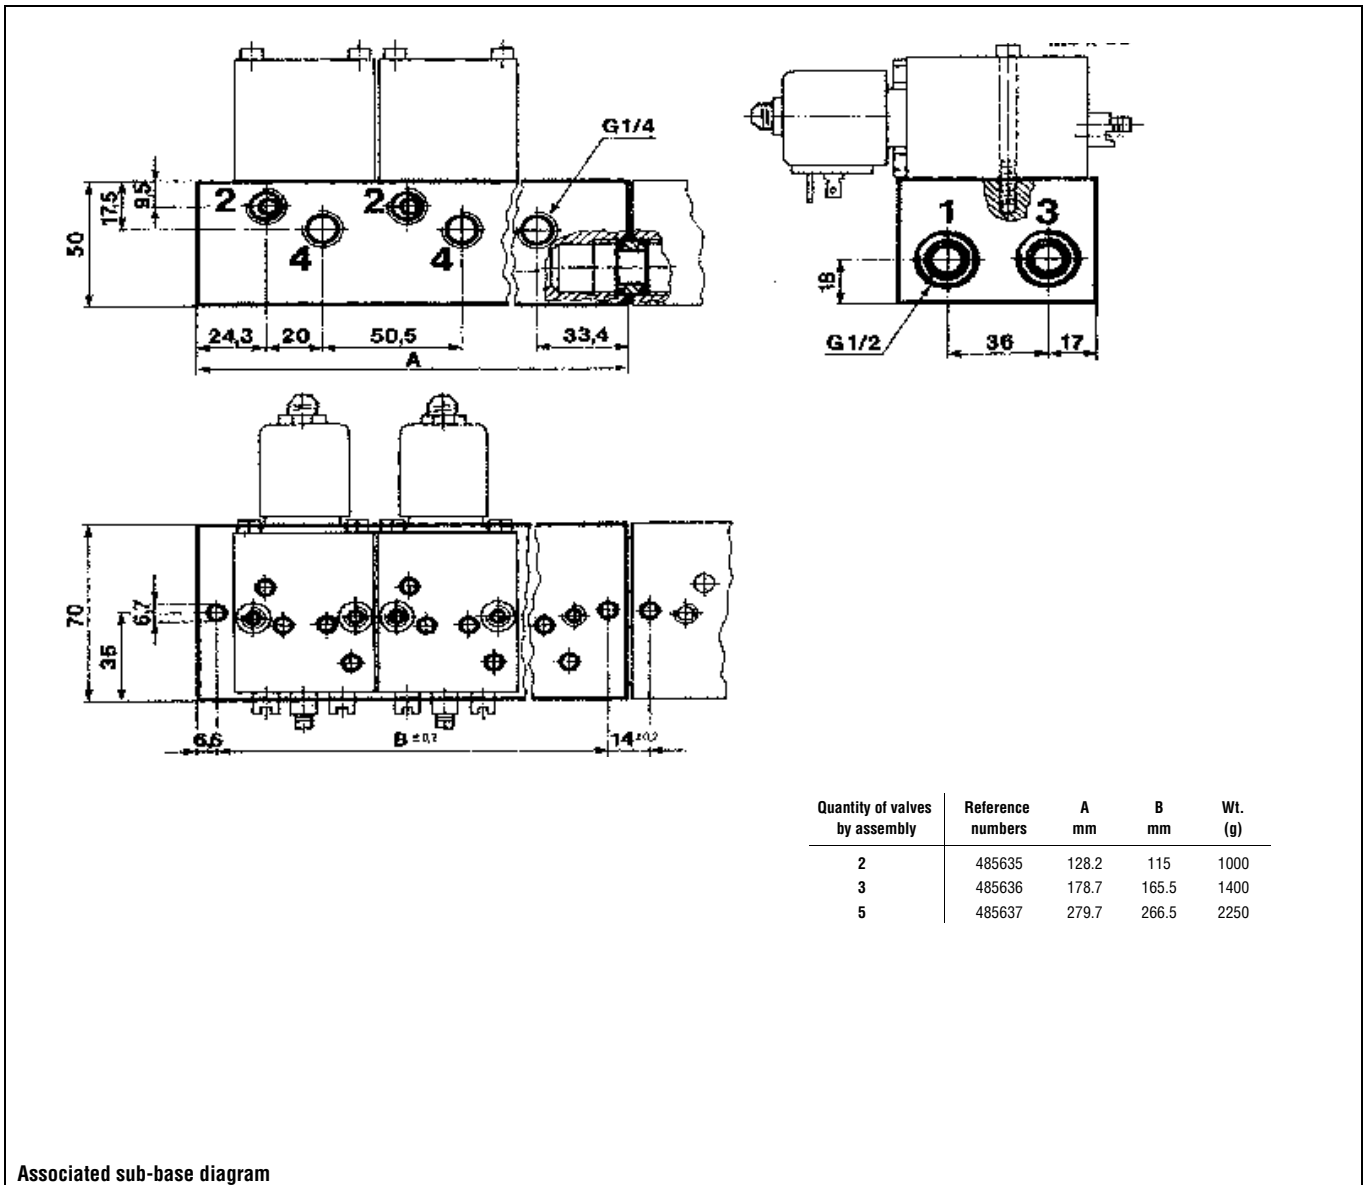 G1/4
9,5
17,5
50
2
2
4
4
24,3
20
50,5
33,4
A
1
3
18
G1/2
36
17
70
6,7
35
6,6
B
14 ±0,2
Quantity of valves by assembly
Reference numbers
A mm
B mm
Wt. (g)
2 485635 128.2 115 1000
3 485636 178.7 165.5 1400
5 485637 279.7 266.5 2250
Associated sub-base diagram